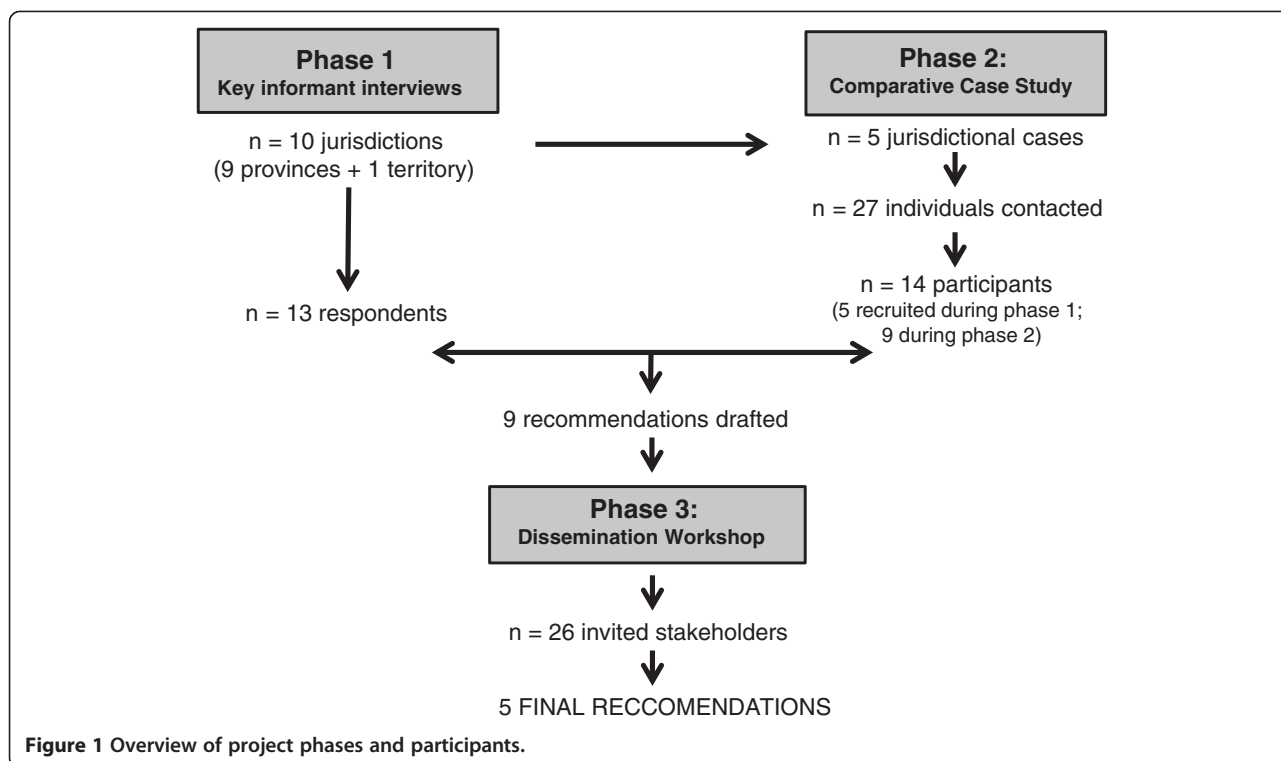 Phase 1
Key informant interviews
n = 10 jurisdictions
(9 provinces + 1 territory)
n = 13 respondents
Phase 2:
Comparative Case Study
n = 5 jurisdictional cases
n = 27 individuals contacted
n = 14 participants
(5 recruited during phase 1;
9 during phase 2)
9 recommendations drafted
Phase 3:
Dissemination Workshop
n = 26 invited stakeholders
5 FINAL RECCOMENDATIONS
Figure 1 Overview of project phases and participants.